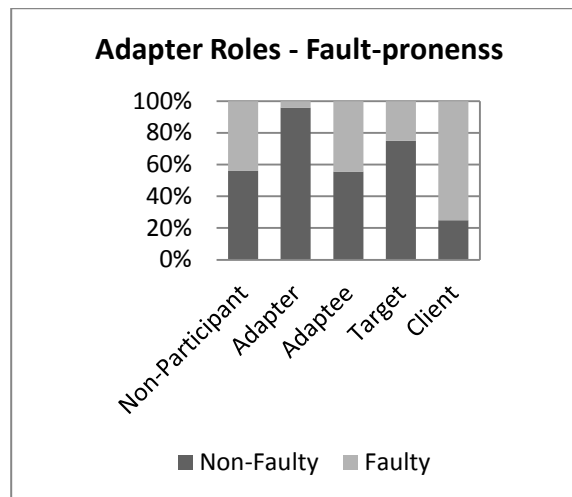 Adapter Roles - Fault-pronenss
100%
80%
60%
40%
20%
0%
Non-Participant
Adapter
Adaptee
Target
Client
Non-Faulty
Faulty